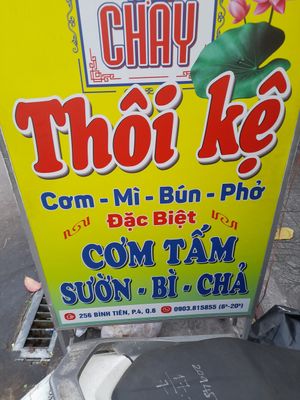 CHAY
Thôi kệ
Cơm - Mì - Bún - Phở
Đặc Biệt
CƠM TẤM
SƯỜN - BÌ - CHẢ
256 BÌNH TIÊN, P.4, Q.6 0903.815855 (6ʰ-20ʰ)